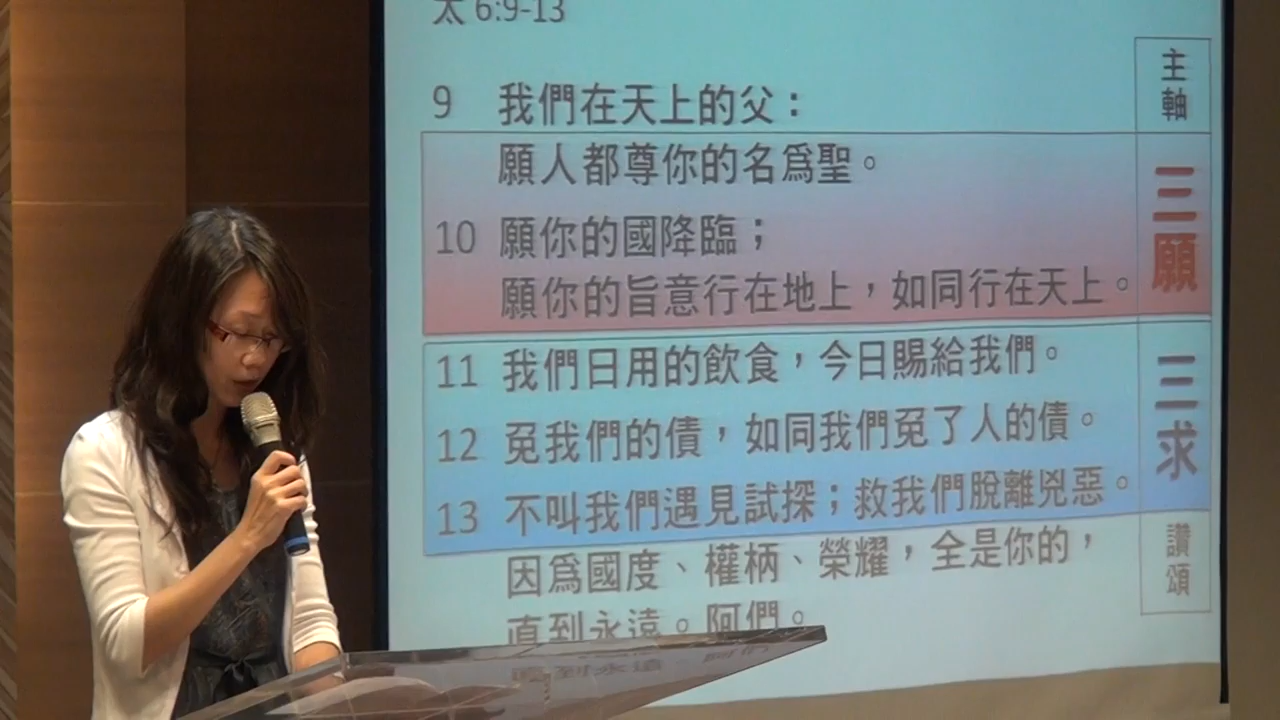 太 6:9-13
主軸
9 我們在天上的父：
願人都尊你的名爲聖。
10 願你的國降臨；
願你的旨意行在地上，如同行在天上。
三願
11 我們日用的飲食，今日賜給我們。
12 免我們的債，如同我們免了人的債。
13 不叫我們遇見試探；救我們脫離兇惡。
三求
因爲國度、權柄、榮耀，全是你的，
直到永遠。阿們。
讚頌